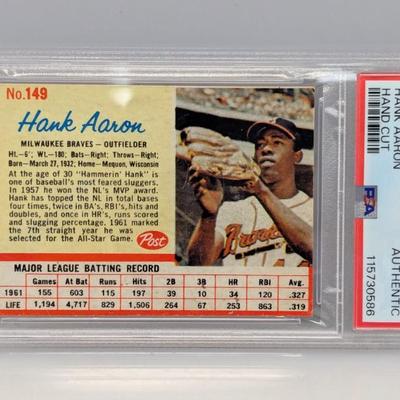 No.149
Hank Aaron
MILWAUKEE BRAVES — OUTFIELDER
Ht.—6'; Wt.—180; Bats—Right; Throws—Right;
Born—March 27, 1932; Home—Mequon, Wisconsin
At the age of 30 "Hammerin' Hank" is
one of baseball's most feared sluggers.
In 1957 he won the NL's MVP award.
Hank has topped the NL in total bases
four times, twice in BA's, RBI's, hits and
doubles, and once in HR's, runs scored
and slugging percentage. 1961 marked
the 7th straight year he was
selected for the All-Star Game.
Post
MAJOR LEAGUE BATTING RECORD
Games At Bat Runs Hits 2B 3B HR RBI Avg.
1961 155 603 115 197 39 10 34 120 .327
LIFE 1,194 4,717 829 1,506 264 67 253 863 .319
Braves
44
HANK AARON
HAND CUT
PSA
AUTHENTIC
115730586